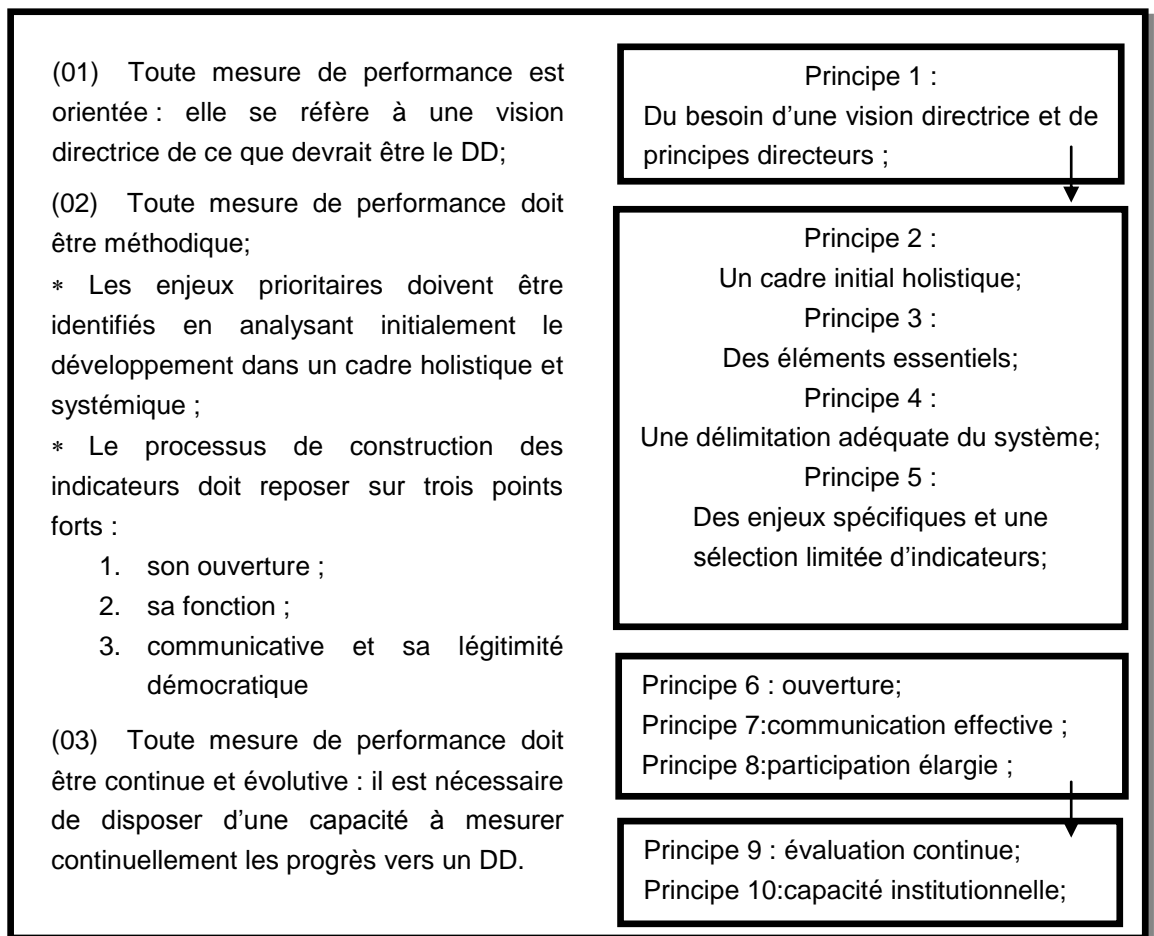 (01) Toute mesure de performance est
orientée : elle se réfère à une vision
directrice de ce que devrait être le DD;
(02) Toute mesure de performance doit
être méthodique;
* Les enjeux prioritaires doivent être
identifiés en analysant initialement le
développement dans un cadre holistique et
systémique ;
* Le processus de construction des
indicateurs doit reposer sur trois points
forts :
1. son ouverture ;
2. sa fonction ;
3. communicative et sa légitimité
démocratique
(03) Toute mesure de performance doit
être continue et évolutive : il est nécessaire
de disposer d'une capacité à mesurer
continuellement les progrès vers un DD.
Principe 1 :
Du besoin d'une vision directrice et de
principes directeurs ;
Principe 2 :
Un cadre initial holistique;
Principe 3 :
Des éléments essentiels;
Principe 4 :
Une délimitation adéquate du système;
Principe 5 :
Des enjeux spécifiques et une
sélection limitée d'indicateurs;
Principe 6 : ouverture;
Principe 7:communication effective ;
Principe 8:participation élargie ;
Principe 9 : évaluation continue;
Principe 10:capacité institutionnelle;